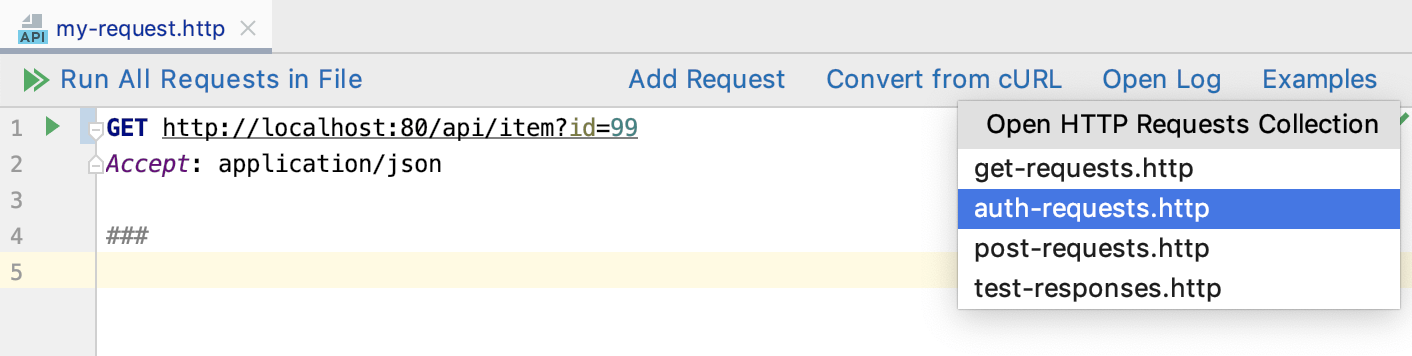 API my-request.http
Run All Requests in File Add Request Convert from cURL Open Log Examples
1 GET http://localhost:80/api/item?id=99
2 Accept: application/json
3
4 ###
5
Open HTTP Requests Collection
get-requests.http
auth-requests.http
post-requests.http
test-responses.http